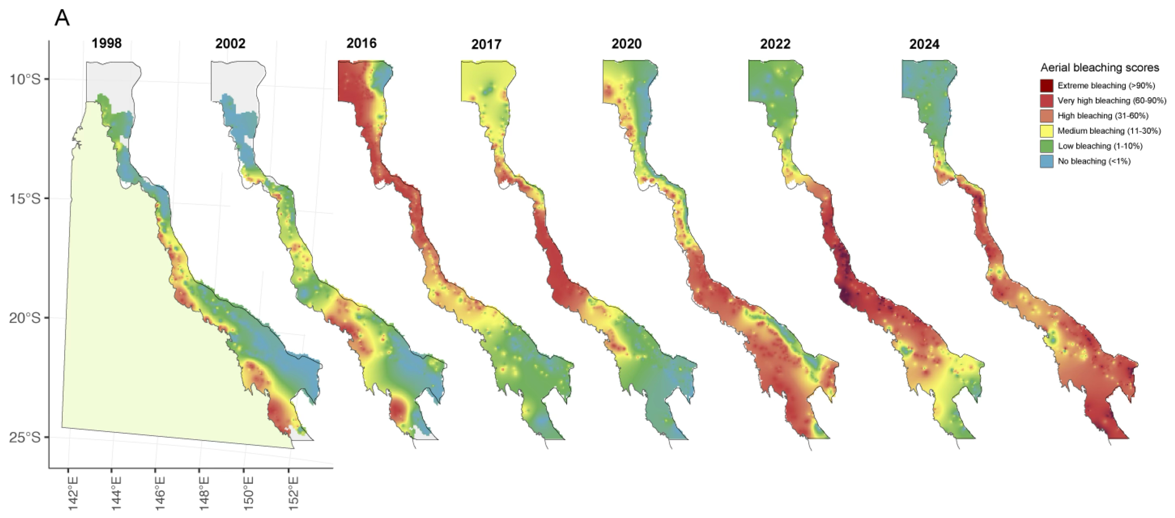 A
1998 2002 2016 2017 2020 2022 2024
10°S
15°S
20°S
25°S
142°E 144°E 146°E 148°E 150°E 152°E
Aerial bleaching scores
Extreme bleaching (>90%)
Very high bleaching (60-90%)
High bleaching (31-60%)
Medium bleaching (11-30%)
Low bleaching (1-10%)
No bleaching (<1%)